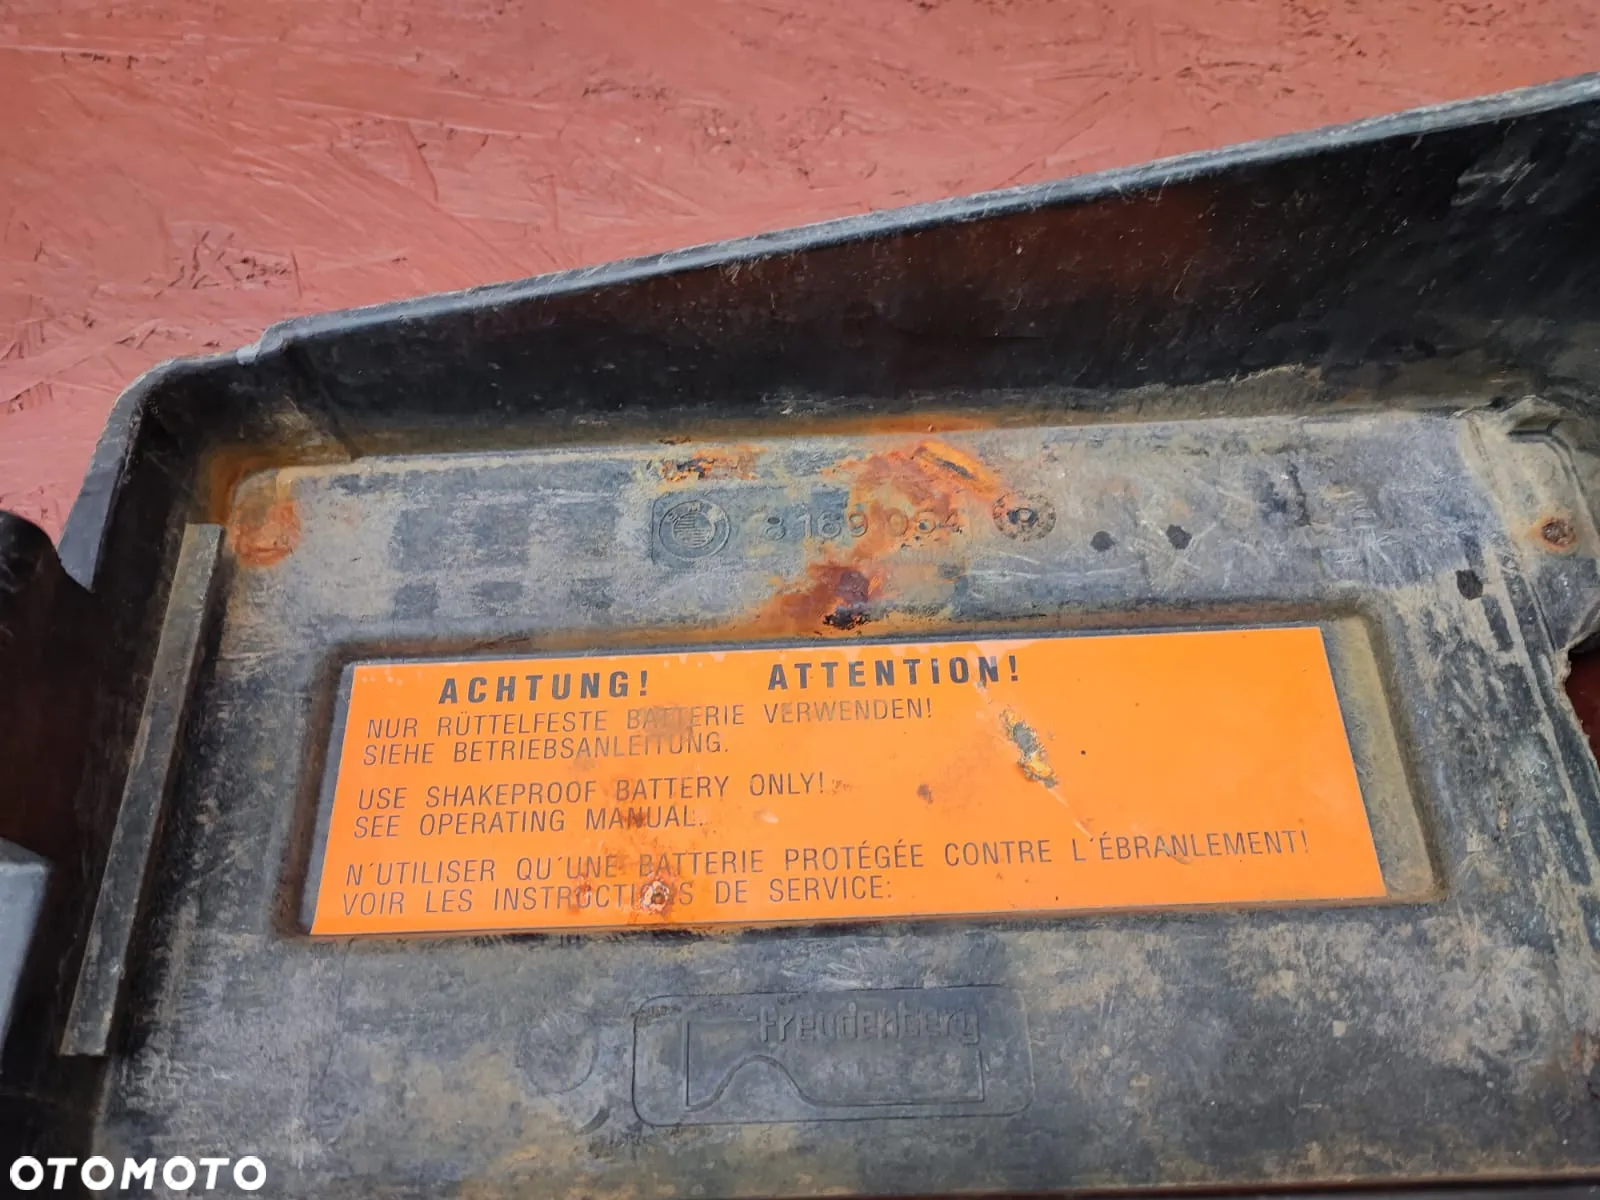 8 169 064
ACHTUNG! ATTENTION!
NUR RÜTTELFESTE BATTERIE VERWENDEN!
SIEHE BETRIEBSANLEITUNG.
USE SHAKEPROOF BATTERY ONLY!
SEE OPERATING MANUAL.
N´UTILISER QU´UNE BATTERIE PROTÉGÉE CONTRE L´ÉBRANLEMENT!
VOIR LES INSTRUCTIONS DE SERVICE:
freudenberg
OTOMOTO